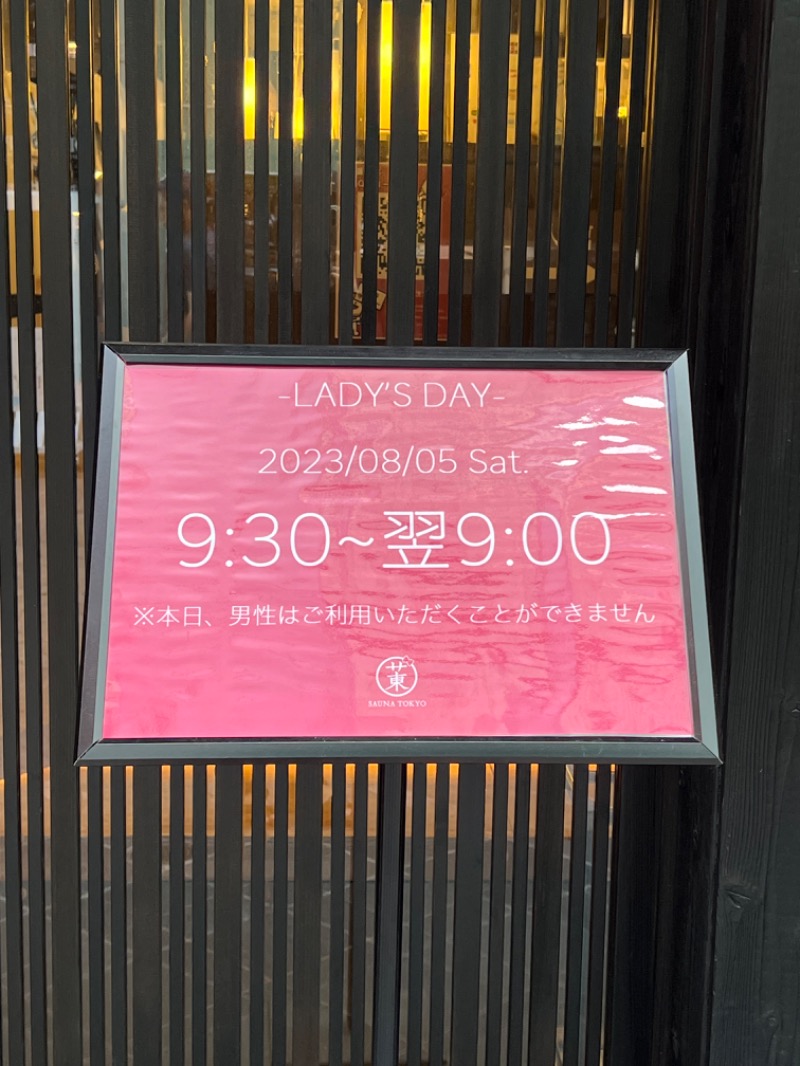 -LADY'S DAY-
2023/08/05 Sat.
9:30~翌9:00
※本日、男性はご利用いただくことができません
SAUNA TOKYO